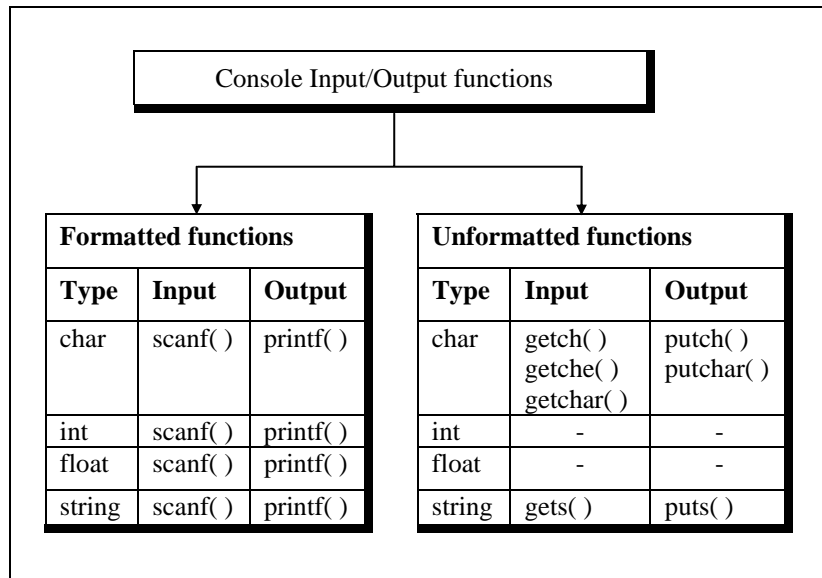 Console Input/Output functions
Formatted functions
Type Input Output
char scanf( ) printf( )
int scanf( ) printf( )
float scanf( ) printf( )
string scanf( ) printf( )
Unformatted functions
Type Input Output
char getch( ) putch( )
getche( ) putchar( )
getchar( )
int - -
float - -
string gets( ) puts( )